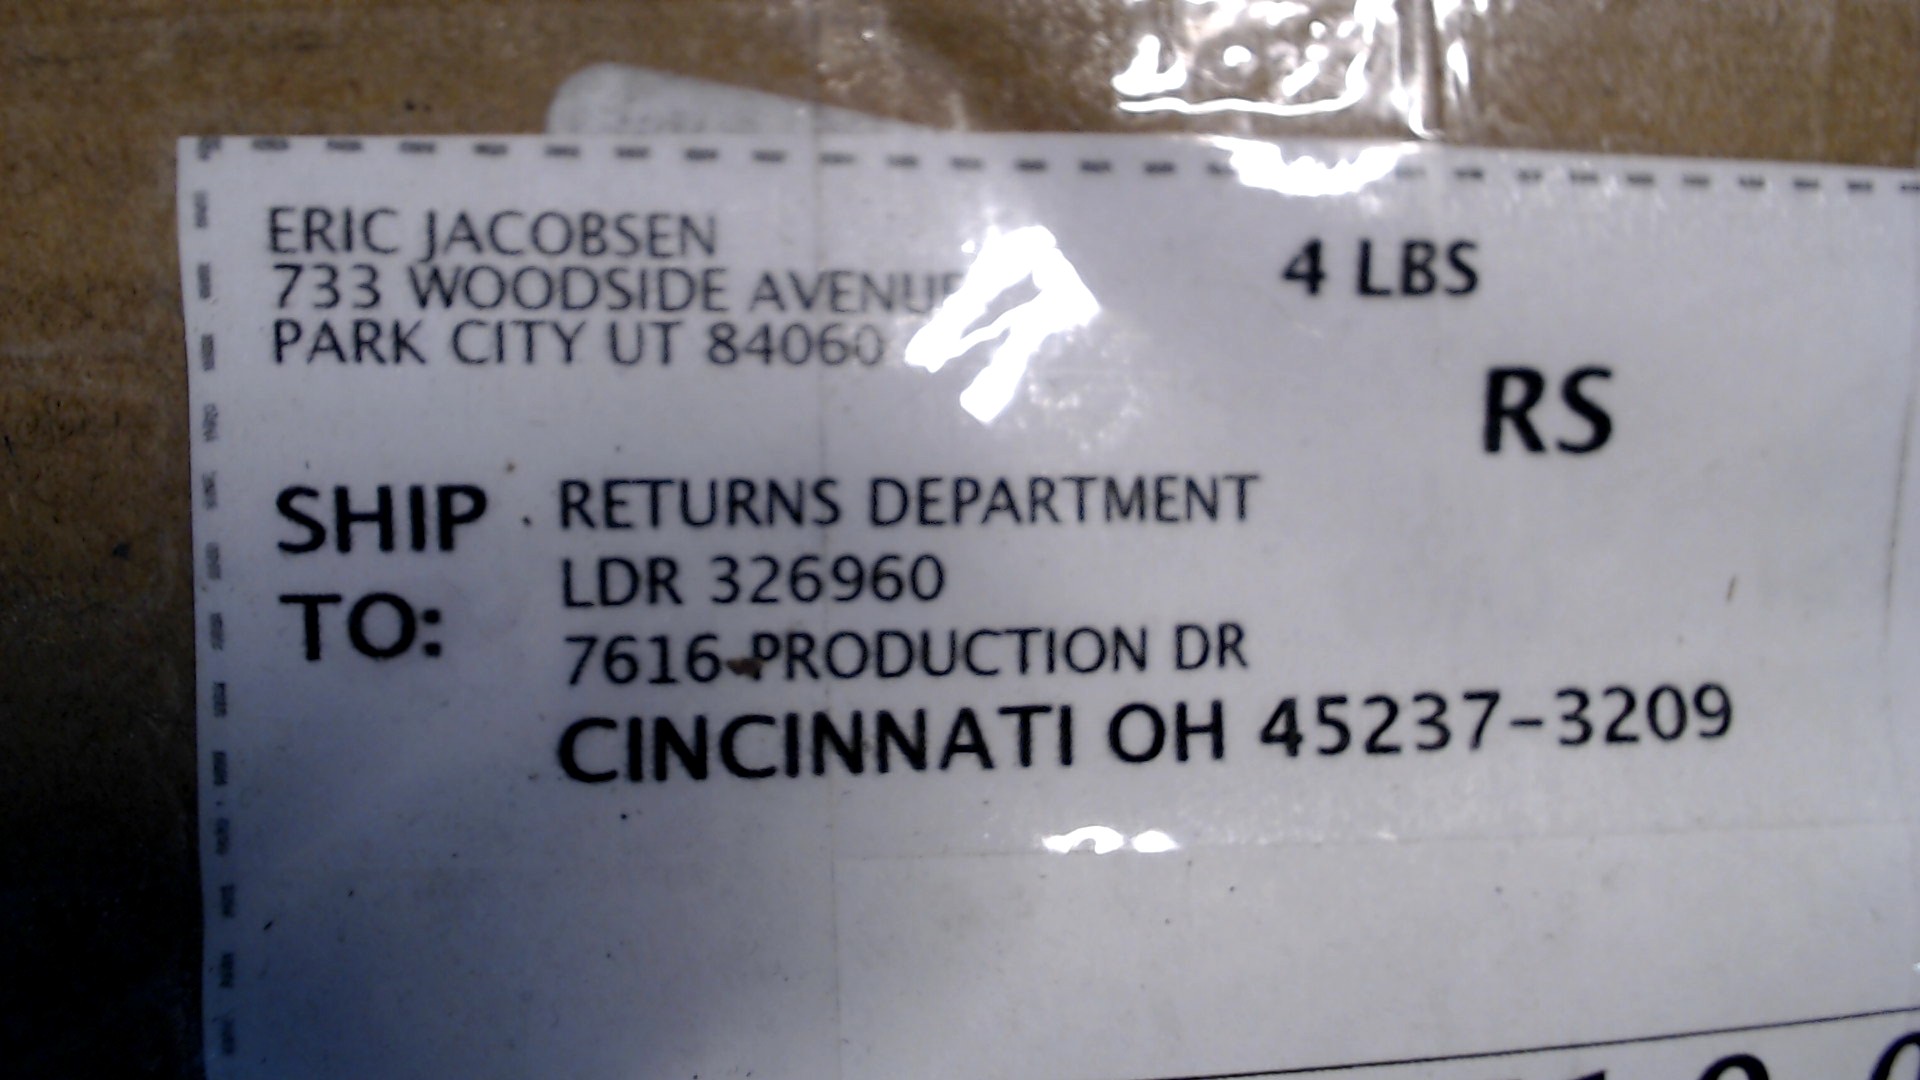 ERIC JACOBSEN
733 WOODSIDE AVENUE
PARK CITY UT 84060
4 LBS
RS
SHIP TO:
RETURNS DEPARTMENT
LDR 326960
7616 PRODUCTION DR
CINCINNATI OH 45237-3209